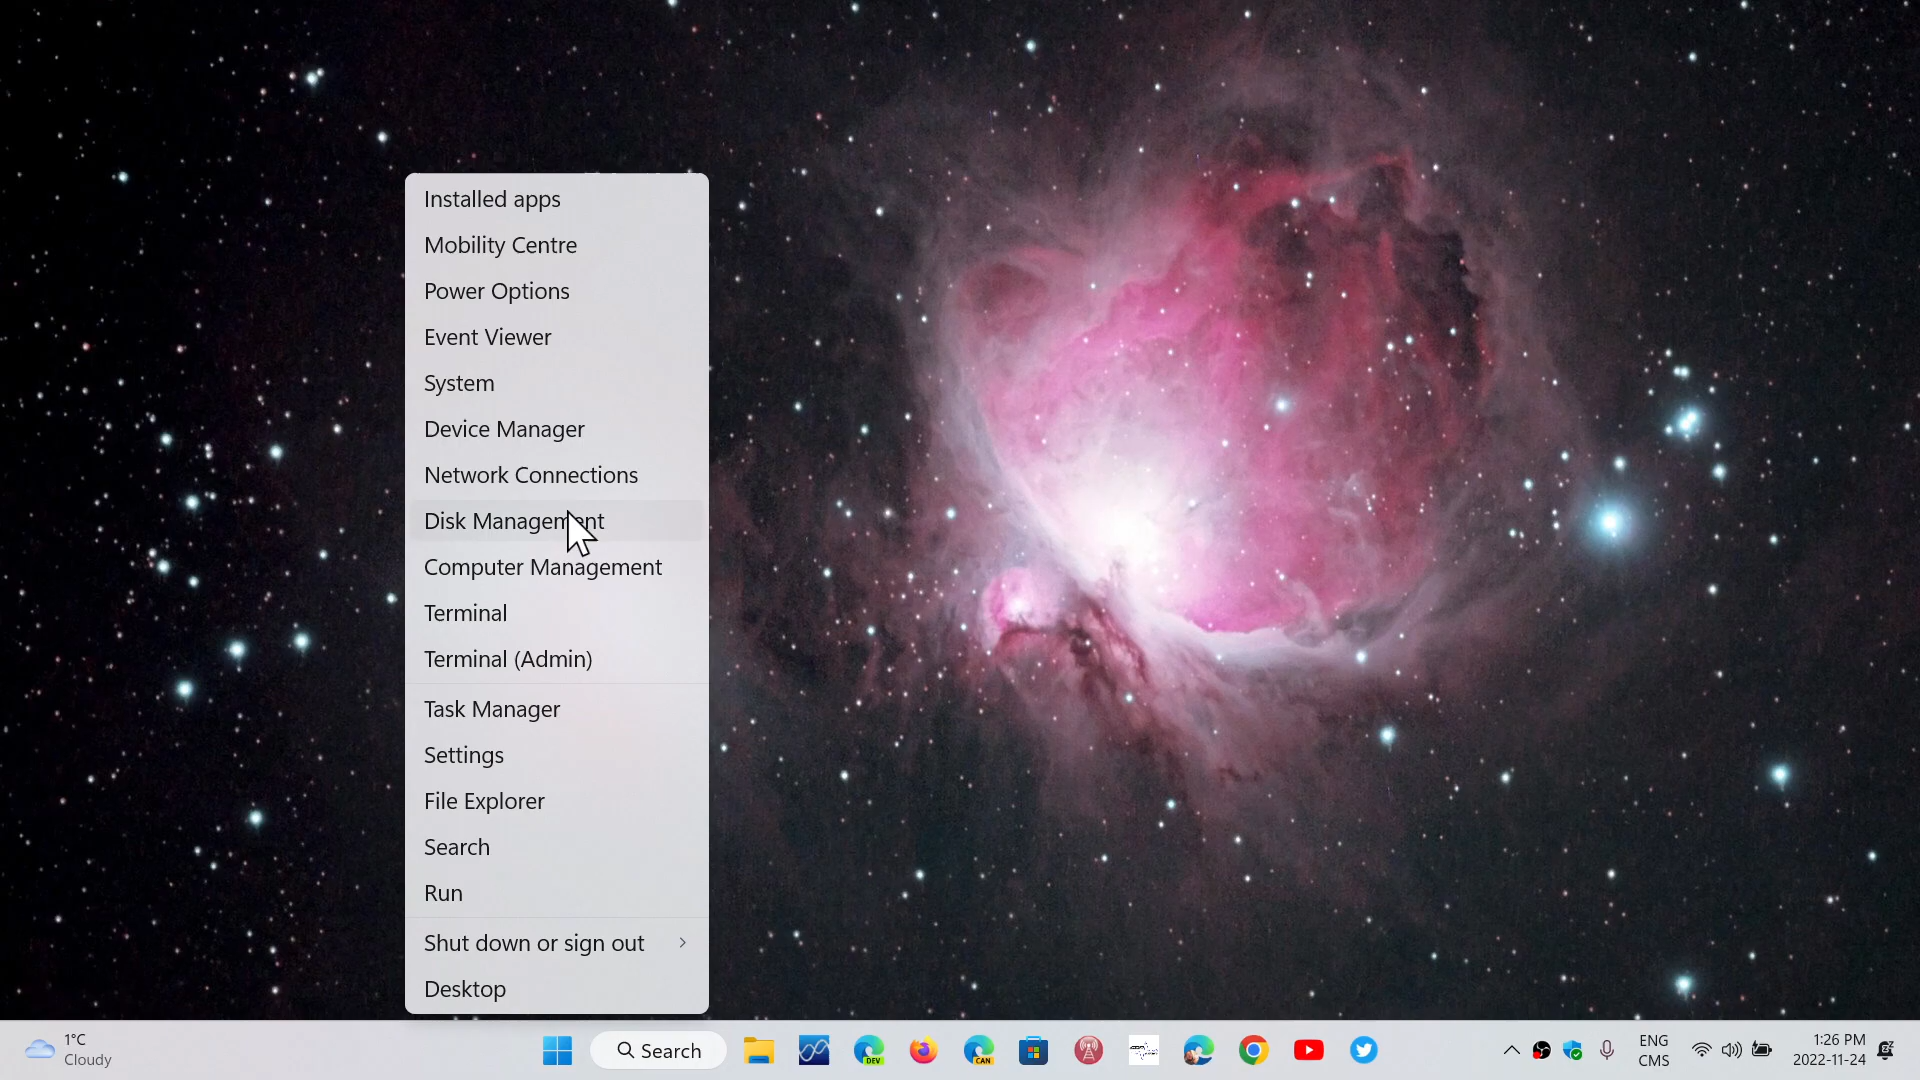 Installed apps
Mobility Centre
Power Options
Event Viewer
System
Device Manager
Network Connections
Disk Management
Computer Management
Terminal
Terminal (Admin)
Task Manager
Settings
File Explorer
Search
Run
Shut down or sign out
Desktop
1°C
Cloudy
Search
DEV
CAN
ENG
CMS
1:26 PM
2022-11-24